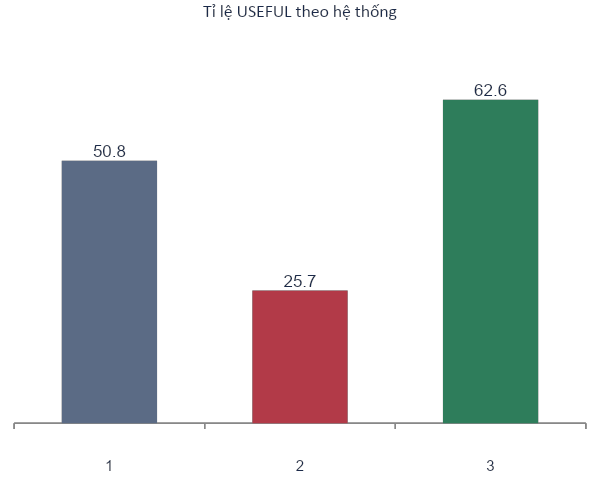 Tỉ lệ USEFUL theo hệ thống
62.6
50.8
25.7
1 2 3